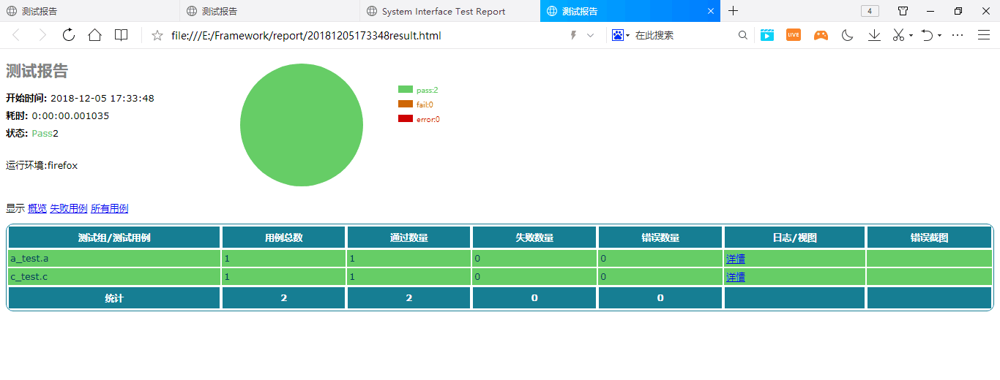 测试报告 测试报告 System Interface Test Report 测试报告 4
file:///E:/Framework/report/20181205173348result.html 在此搜索 LIVE
测试报告
开始时间: 2018-12-05 17:33:48
耗时: 0:00:00.001035
状态: Pass2
运行环境:firefox
pass:2
fail:0
error:0
显示 概览 失败用例 所有用例
测试组/测试用例 用例总数 通过数量 失败数量 错误数量 日志/视图 错误截图
a_test.a 1 1 0 0 详情
c_test.c 1 1 0 0 详情
统计 2 2 0 0